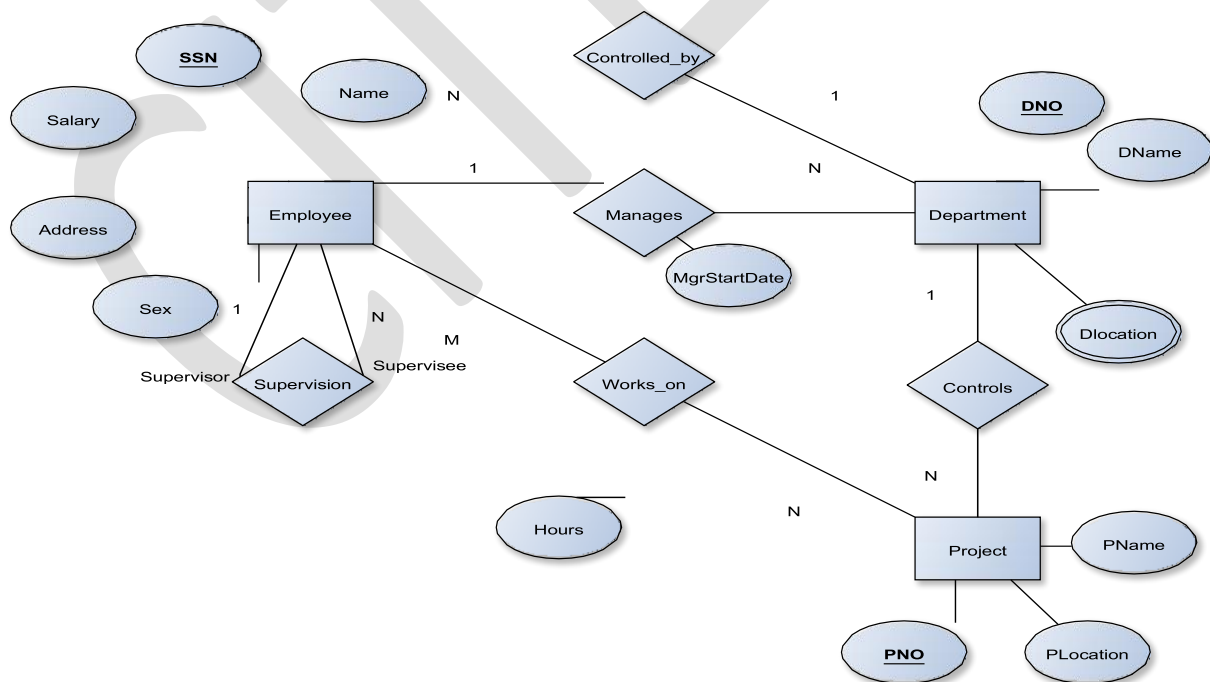 Controlled_by
SSN
Name
N
1
DNO
Salary
DName
1
N
Employee
Manages
Department
Address
MgrStartDate
Sex
1
N
M
1
Dlocation
Supervisor
Supervision
Supervisee
Works_on
Controls
N
N
Hours
Project
PName
PNO
PLocation